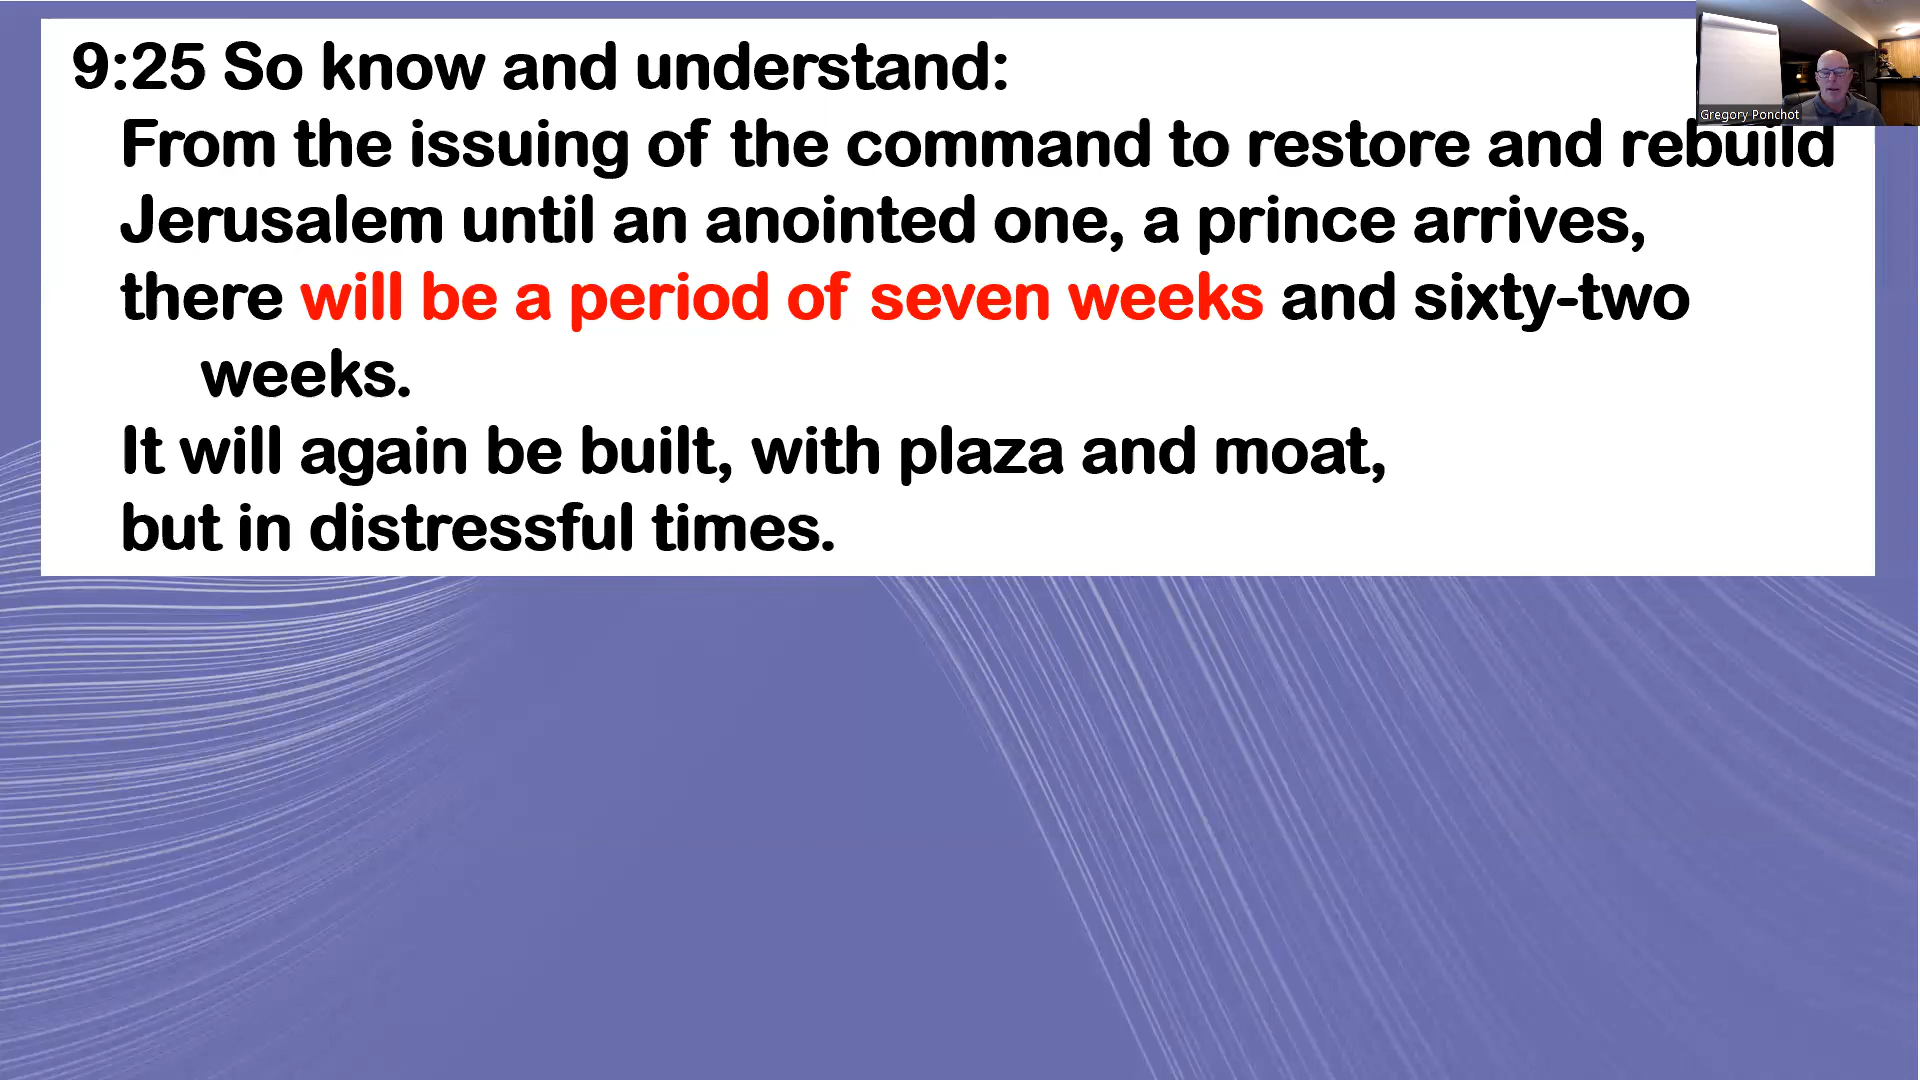 9:25 So know and understand:
From the issuing of the command to restore and rebuild
Jerusalem until an anointed one, a prince arrives,
there will be a period of seven weeks and sixty-two
weeks.
It will again be built, with plaza and moat,
but in distressful times.
Gregory Ponchot